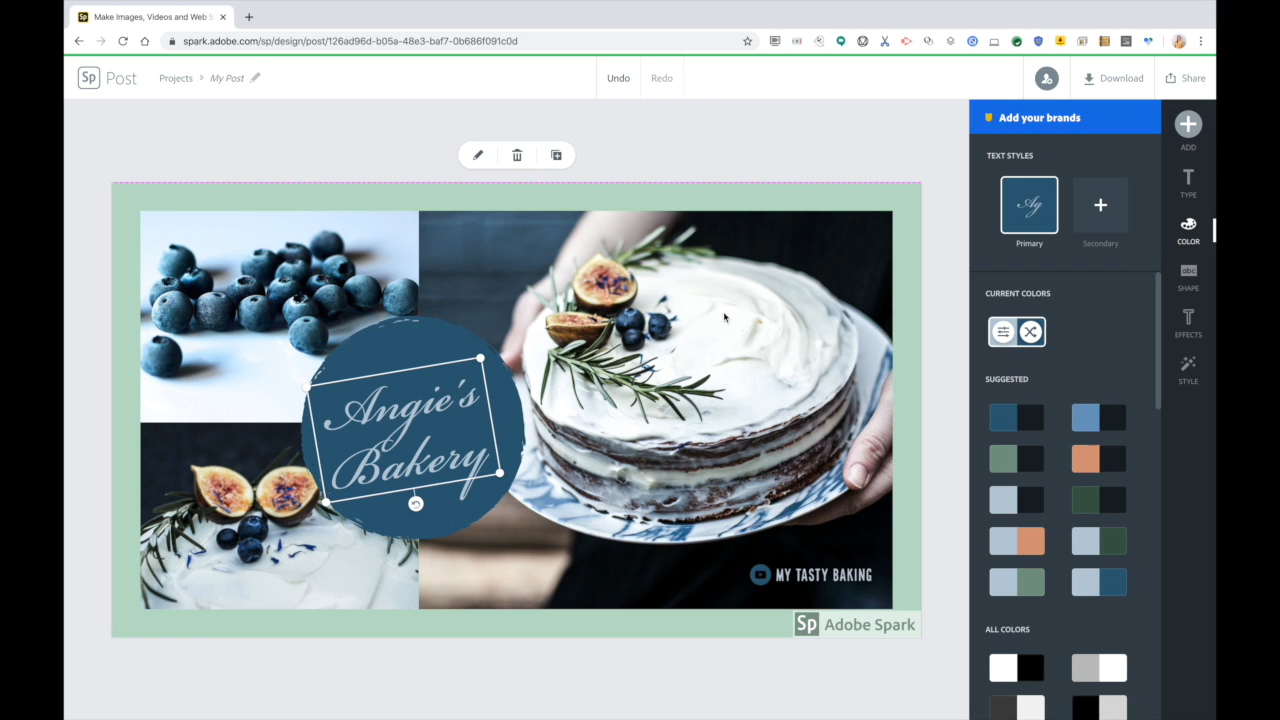 Make Images, Videos and Web S
spark.adobe.com/sp/design/post/126ad96d-b05a-48e3-baf7-0b686f091c0d
Sp Post
Projects > My Post
Undo
Redo
Download
Share
Add your brands
TEXT STYLES
Ag
Primary
Secondary
CURRENT COLORS
SUGGESTED
ALL COLORS
ADD
TYPE
COLOR
abc
SHAPE
EFFECTS
STYLE
Angie's
Bakery
MY TASTY BAKING
Sp Adobe Spark